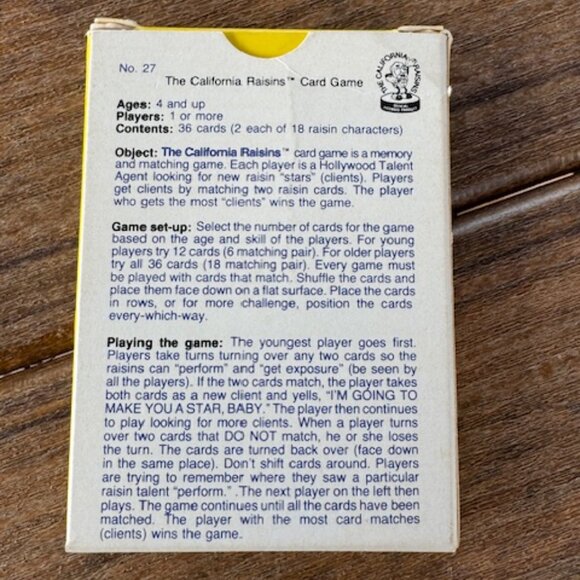 No. 27
The California Raisins™ Card Game
THE CALIFORNIA RAISINS
Ages: 4 and up
Players: 1 or more
Contents: 36 cards (2 each of 18 raisin characters)
Object: The California Raisins™ card game is a memory
and matching game. Each player is a Hollywood Talent
Agent looking for new raisin "stars" (clients). Players
get clients by matching two raisin cards. The player
who gets the most "clients" wins the game.
Game set-up: Select the number of cards for the game
based on the age and skill of the players. For young
players try 12 cards (6 matching pair). For older players
try all 36 cards (18 matching pair). Every game must
be played with cards that match. Shuffle the cards and
place them face down on a flat surface. Place the cards
in rows, or for more challenge, position the cards
every-which-way.
Playing the game: The youngest player goes first.
Players take turns turning over any two cards so the
raisins can "perform" and "get exposure" (be seen by
all the players). If the two cards match, the player takes
both cards as a new client and yells, "I'M GOING TO
MAKE YOU A STAR, BABY." The player then continues
to play looking for more clients. When a player turns
over two cards that DO NOT match, he or she loses
the turn. The cards are turned back over (face down
in the same place). Don't shift cards around. Players
are trying to remember where they saw a particular
raisin talent "perform." .The next player on the left then
plays. The game continues until all the cards have been
matched. The player with the most card matches
(clients) wins the game.